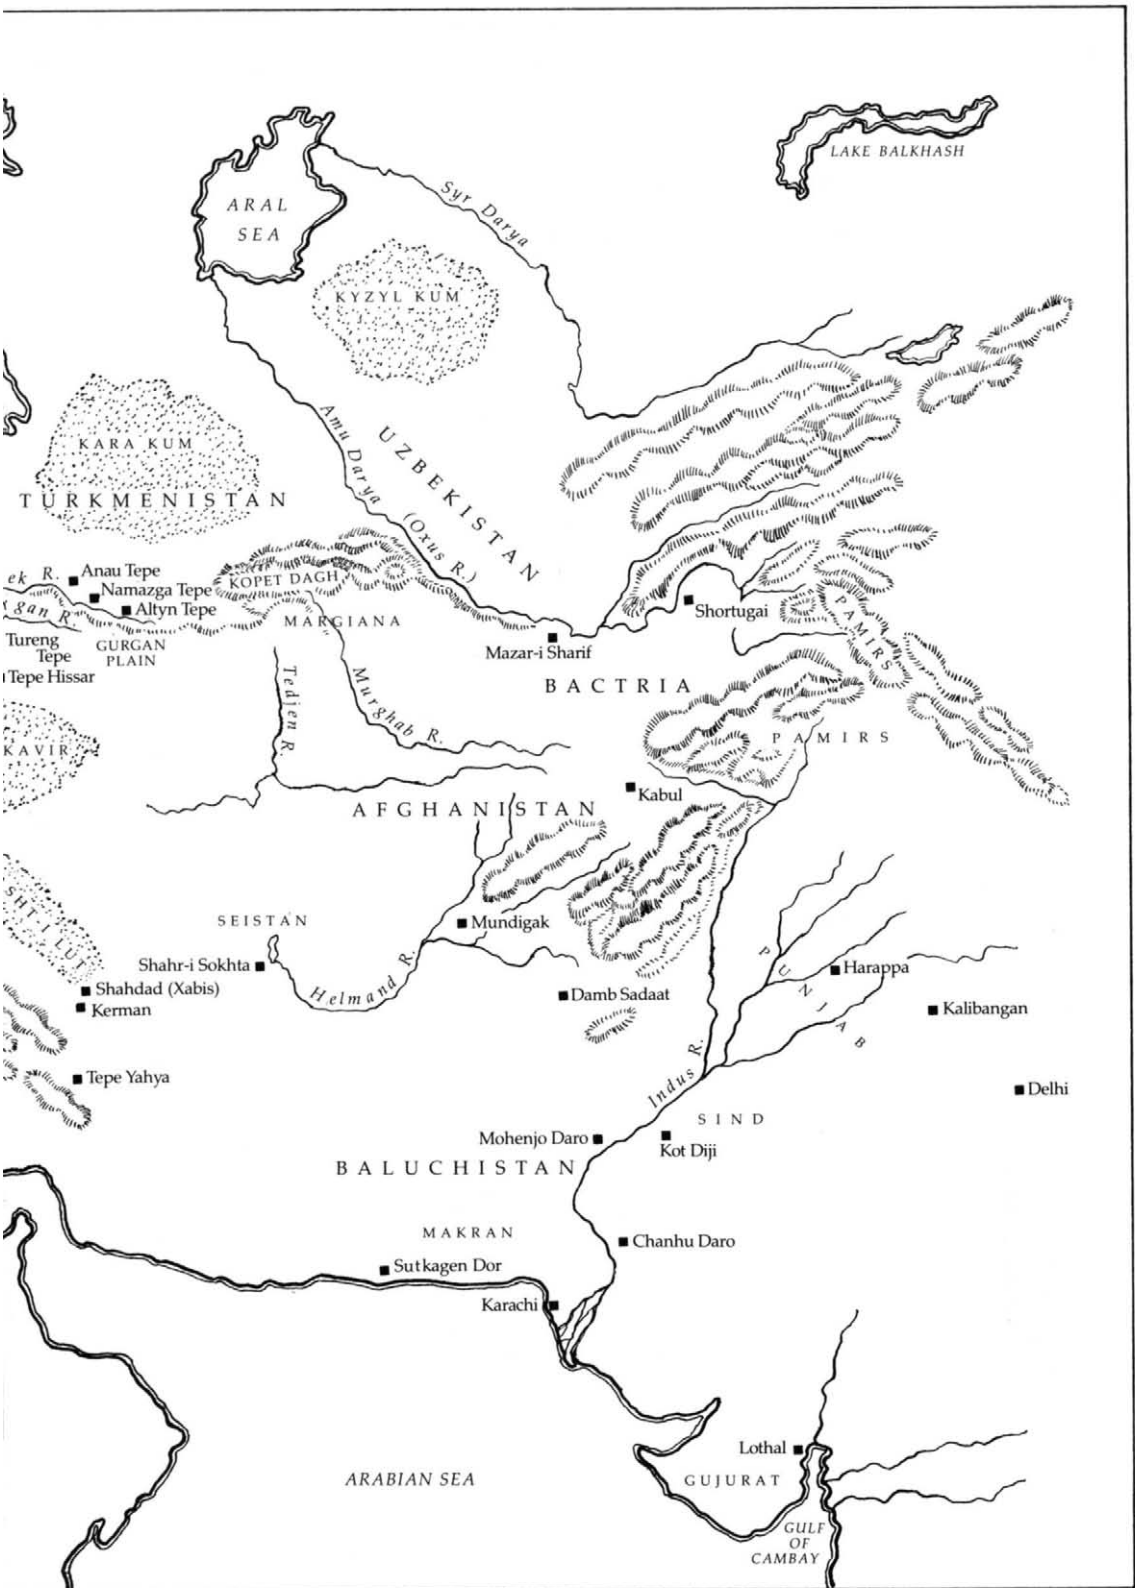 LAKE BALKHASH
ARAL
SEA
Syr Darya
KYZYL KUM
KARA KUM
TURKMENISTAN
UZBEKISTAN
Amu Darya (Oxus R.)
ek R.
Anau Tepe
Namazga Tepe
Altyn Tepe
gan R.
KOPET DAGH
MARGIANA
Shortugai
PAMIRS
Tureng
Tepe
Tepe Hissar
GURGAN
PLAIN
Mazar-i Sharif
BACTRIA
Tedjen R.
Murghab R.
KAVIR
PAMIRS
Kabul
AFGHANISTAN
SHT-I LUT
SEISTAN
Mundigak
Shahr-i Sokhta
Helmand R.
Shahdad (Xabis)
Kerman
Damb Sadaat
PUNJAB
Harappa
Kalibangan
Tepe Yahya
Indus R.
Delhi
SIND
Mohenjo Daro
Kot Diji
BALUCHISTAN
MAKRAN
Chanhu Daro
Sutkagen Dor
Karachi
Lothal
ARABIAN SEA
GUJURAT
GULF
OF
CAMBAY